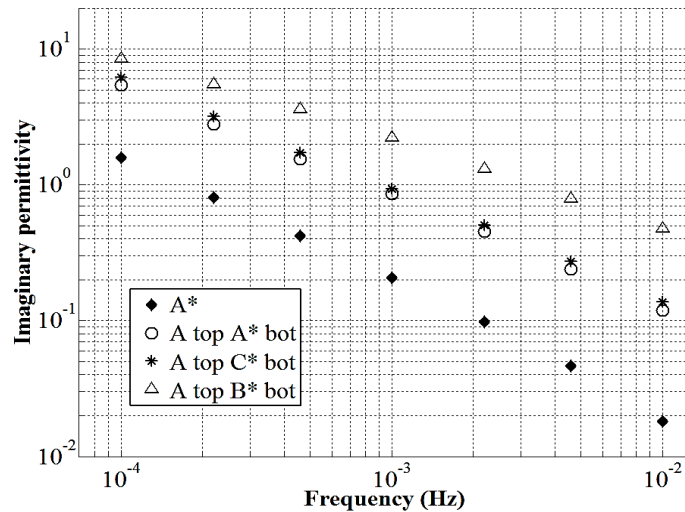 Imaginary permittivity
10^1
10^0
10^-1
10^-2
A*
A top A* bot
A top C* bot
A top B* bot
10^-4
10^-3
10^-2
Frequency (Hz)